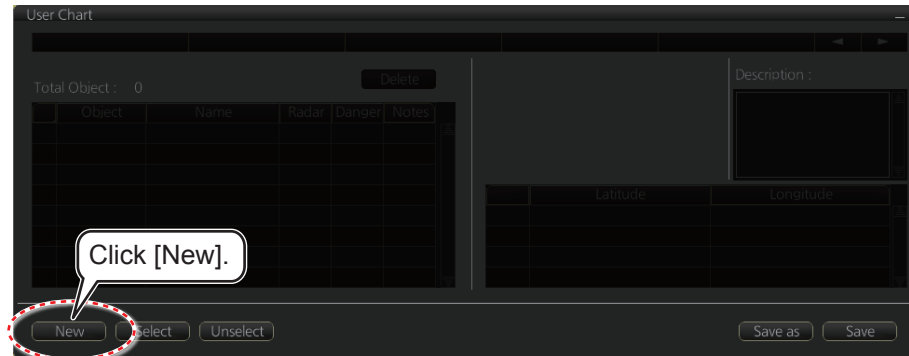 User Chart
Total Object : 0
Delete
Description :
Object Name Radar Danger Notes
Latitude Longitude
Click [New].
New Select Unselect Save as Save